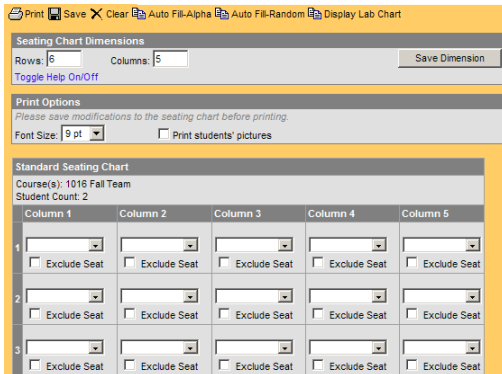 Print Save Clear Auto Fill-Alpha Auto Fill-Random Display Lab Chart
Seating Chart Dimensions
Rows: 6 Columns: 5 Save Dimension
Toggle Help On/Off
Print Options
Please save modifications to the seating chart before printing.
Font Size: 9 pt Print students' pictures
Standard Seating Chart
Course(s): 1016 Fall Team
Student Count: 2
Column 1 Column 2 Column 3 Column 4 Column 5
1
Exclude Seat Exclude Seat Exclude Seat Exclude Seat Exclude Seat
2
Exclude Seat Exclude Seat Exclude Seat Exclude Seat Exclude Seat
3
Exclude Seat Exclude Seat Exclude Seat Exclude Seat Exclude Seat